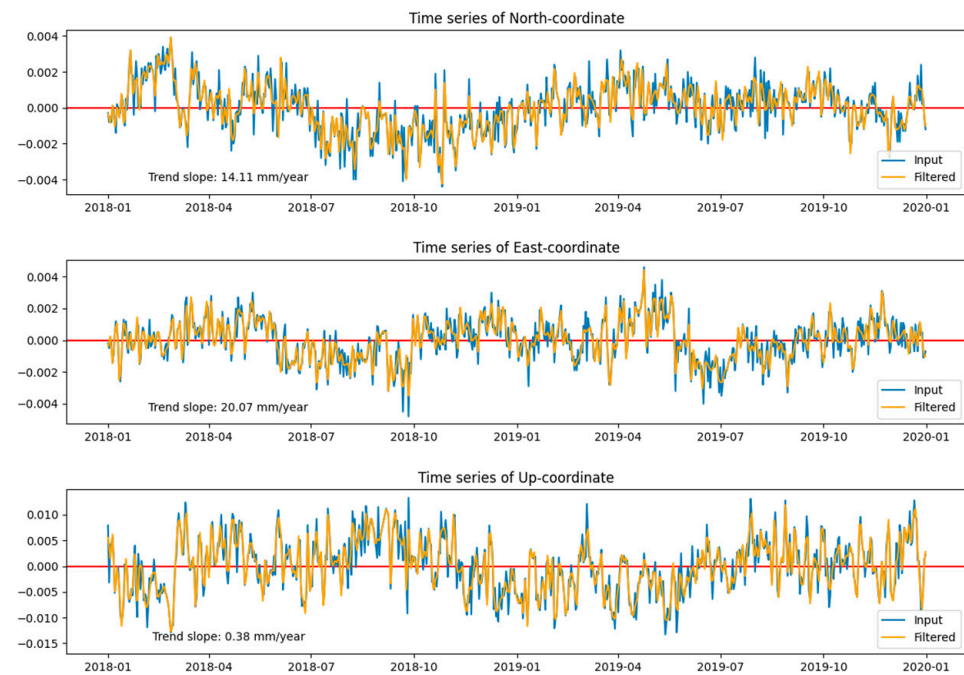 Time series of North-coordinate
0.004
0.002
0.000
−0.002
−0.004
Trend slope: 14.11 mm/year
Input
Filtered
2018-01 2018-04 2018-07 2018-10 2019-01 2019-04 2019-07 2019-10 2020-01
Time series of East-coordinate
0.004
0.002
0.000
−0.002
−0.004
Trend slope: 20.07 mm/year
Input
Filtered
2018-01 2018-04 2018-07 2018-10 2019-01 2019-04 2019-07 2019-10 2020-01
Time series of Up-coordinate
0.010
0.005
0.000
−0.005
−0.010
−0.015
Trend slope: 0.38 mm/year
Input
Filtered
2018-01 2018-04 2018-07 2018-10 2019-01 2019-04 2019-07 2019-10 2020-01